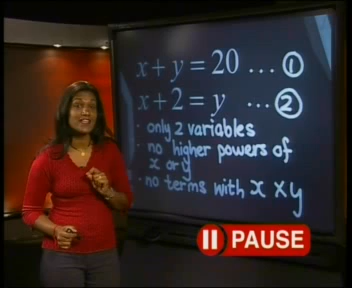 x + y = 20 ... ①
x + 2 = y ... ②
· only 2 variables
· no higher powers of
x or y
· no terms with x × y
PAUSE